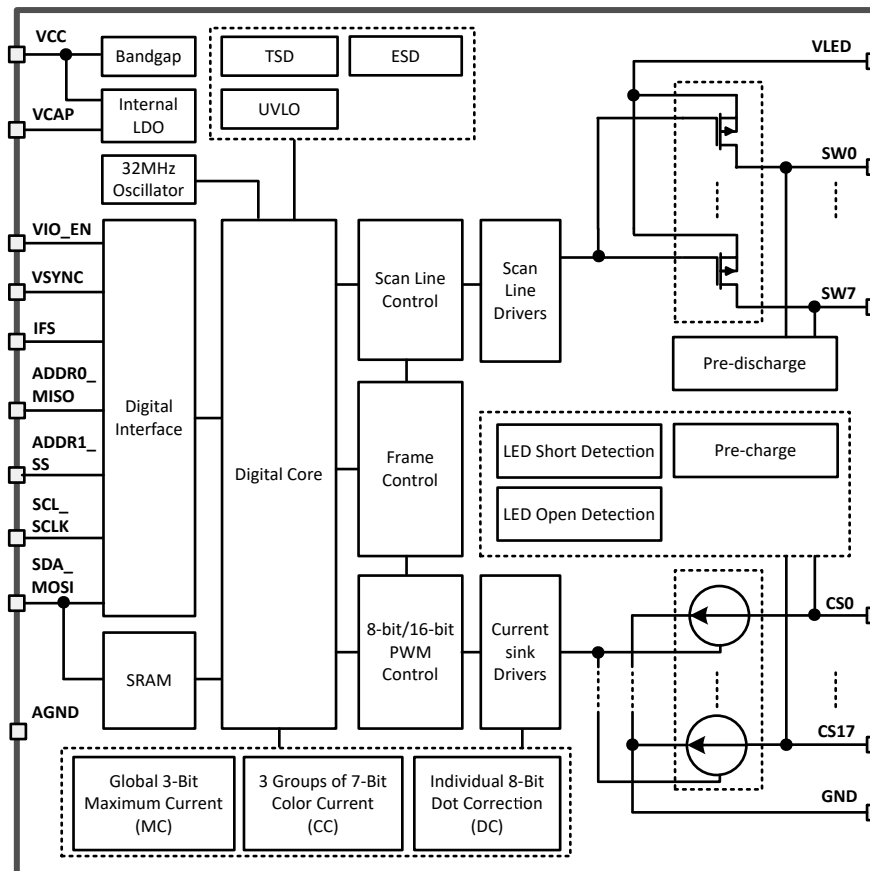 VCC
Bandgap
TSD
ESD
VLED
Internal
LDO
VCAP
UVLO
32MHz
Oscillator
SW0
VIO_EN
VSYNC
IFS
ADDR0_
MISO
ADDR1_
SS
SCL_
SCLK
SDA_
MOSI
AGND
Digital
Interface
SRAM
Digital Core
Scan Line
Control
Scan
Line
Drivers
SW7
Pre-discharge
Frame
Control
LED Short Detection
Pre-charge
LED Open Detection
8-bit/16-bit
PWM
Control
Current
sink
Drivers
CS0
CS17
GND
Global 3-Bit
Maximum Current
(MC)
3 Groups of 7-Bit
Color Current
(CC)
Individual 8-Bit
Dot Correction
(DC)